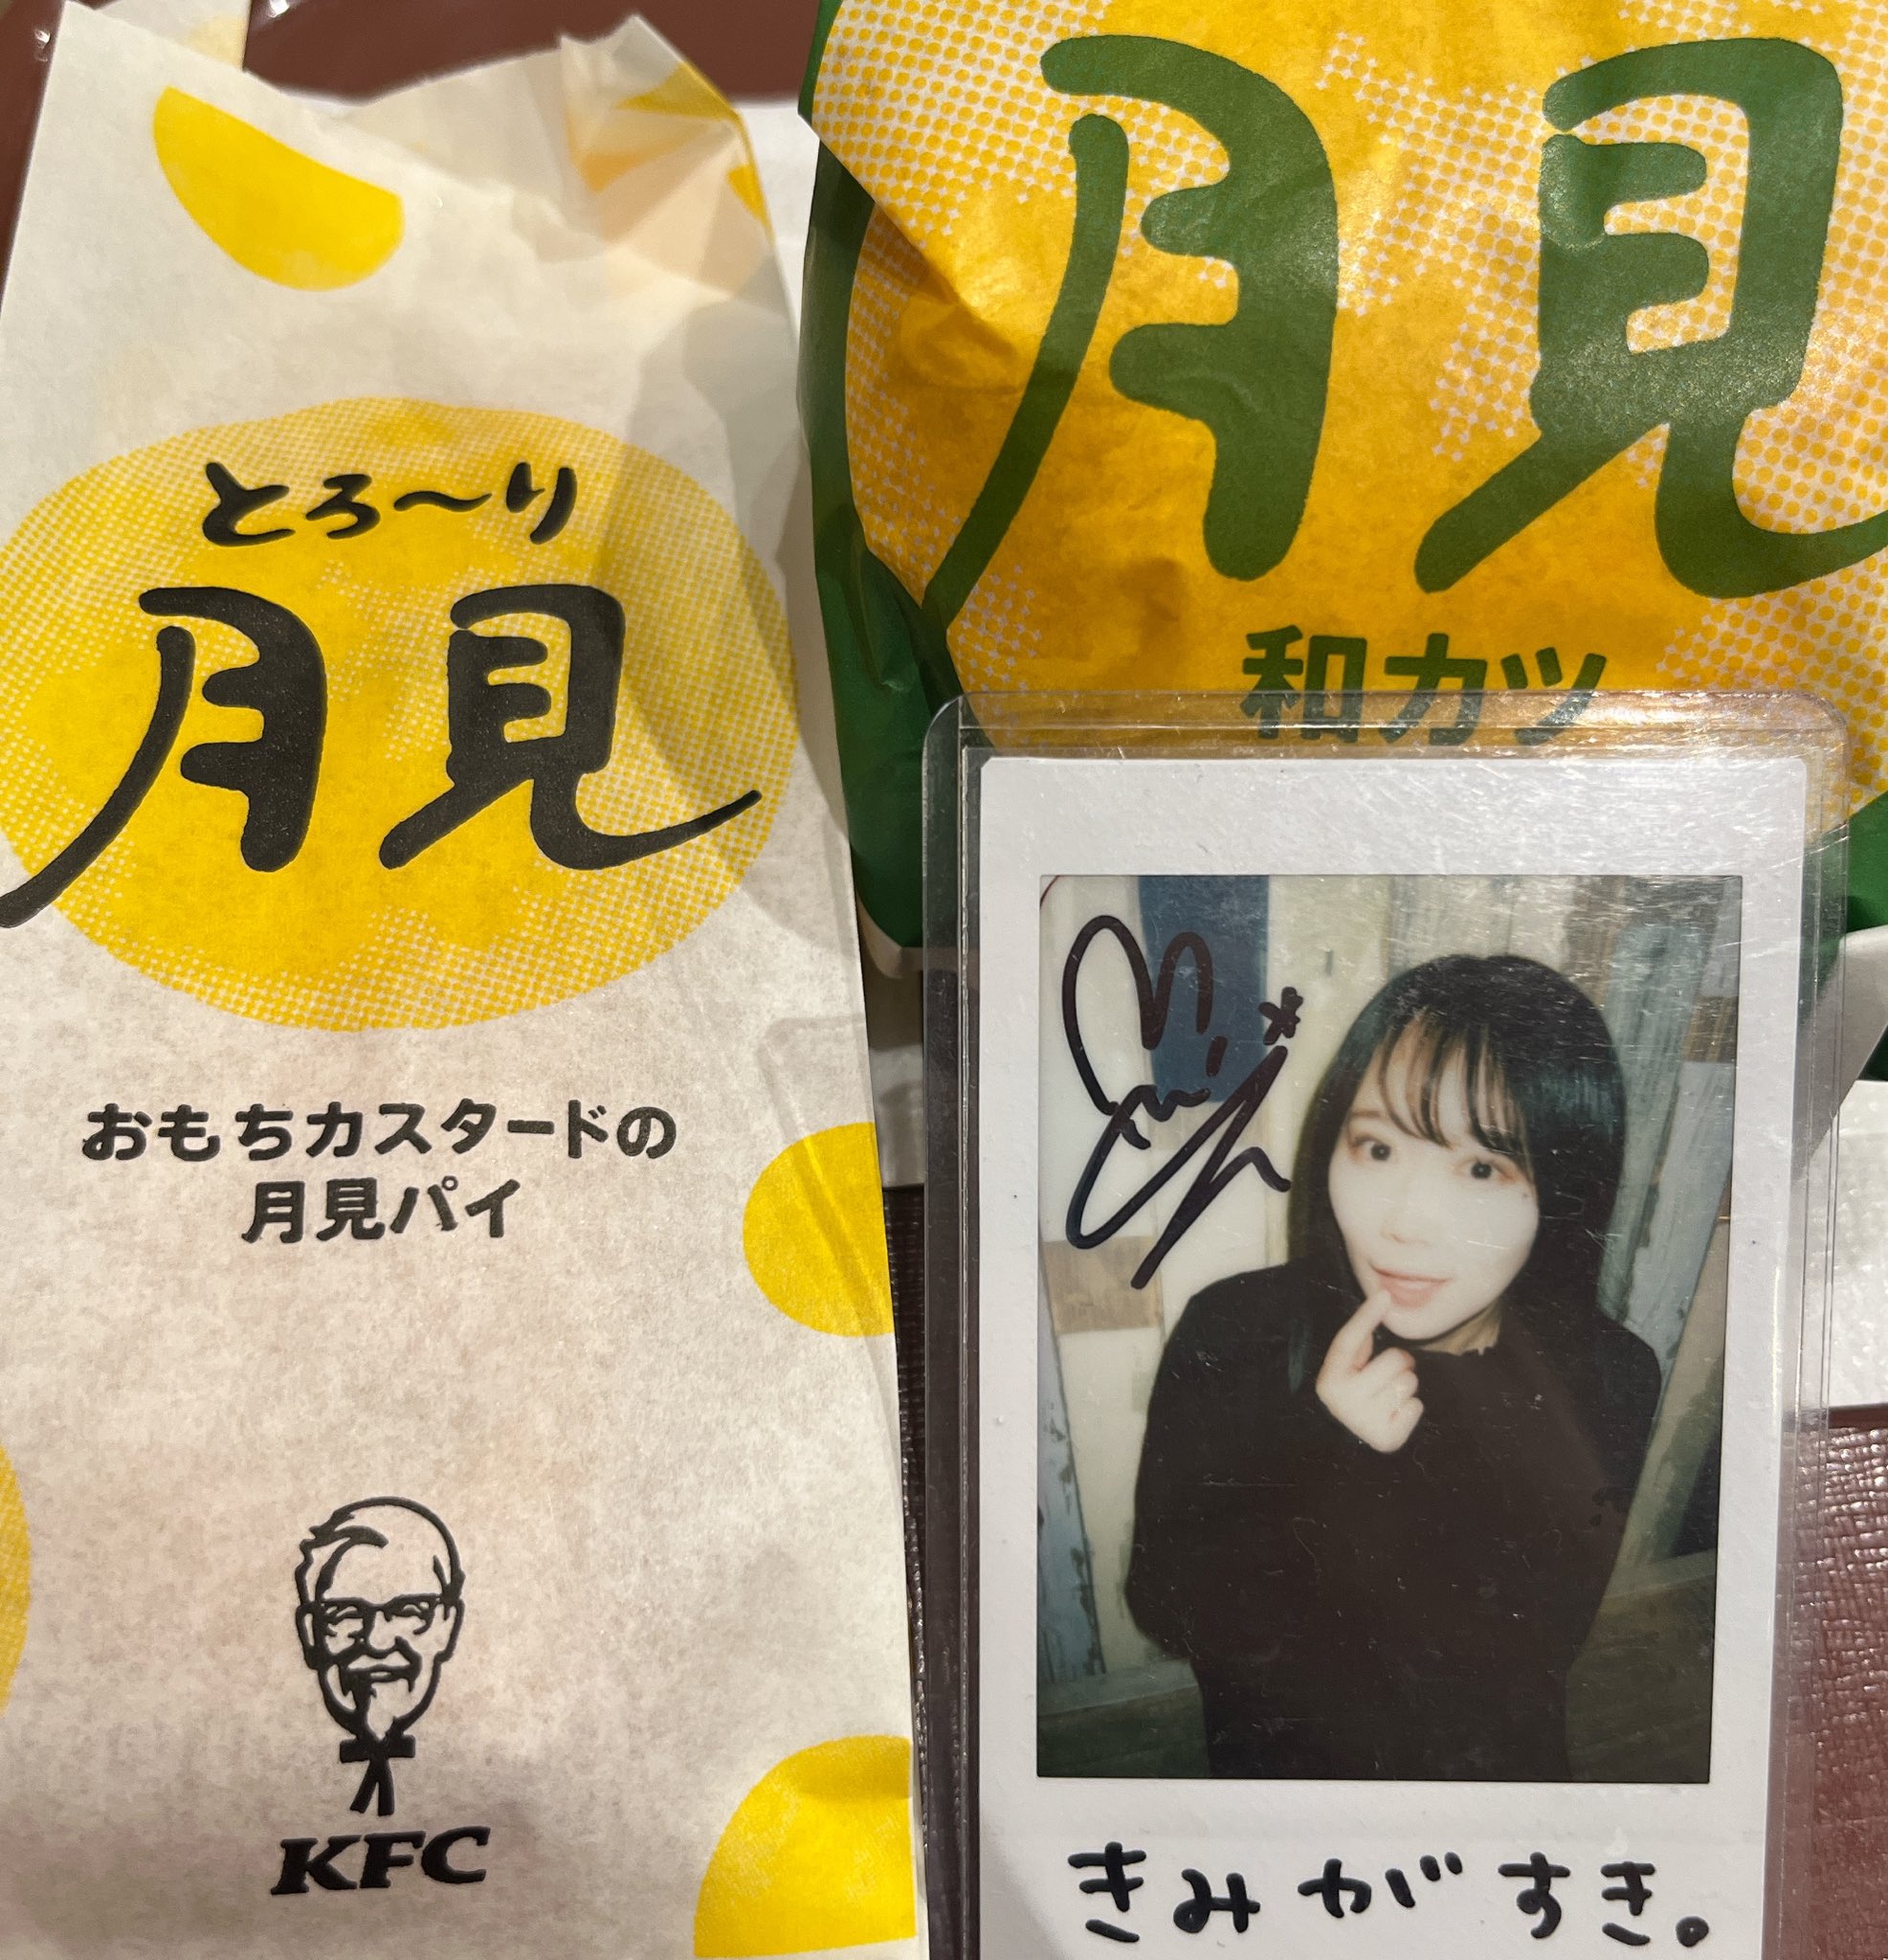 とろ～り
月見
おもちカスタードの
月見パイ
KFC
月見
和カツ
きみがすき。